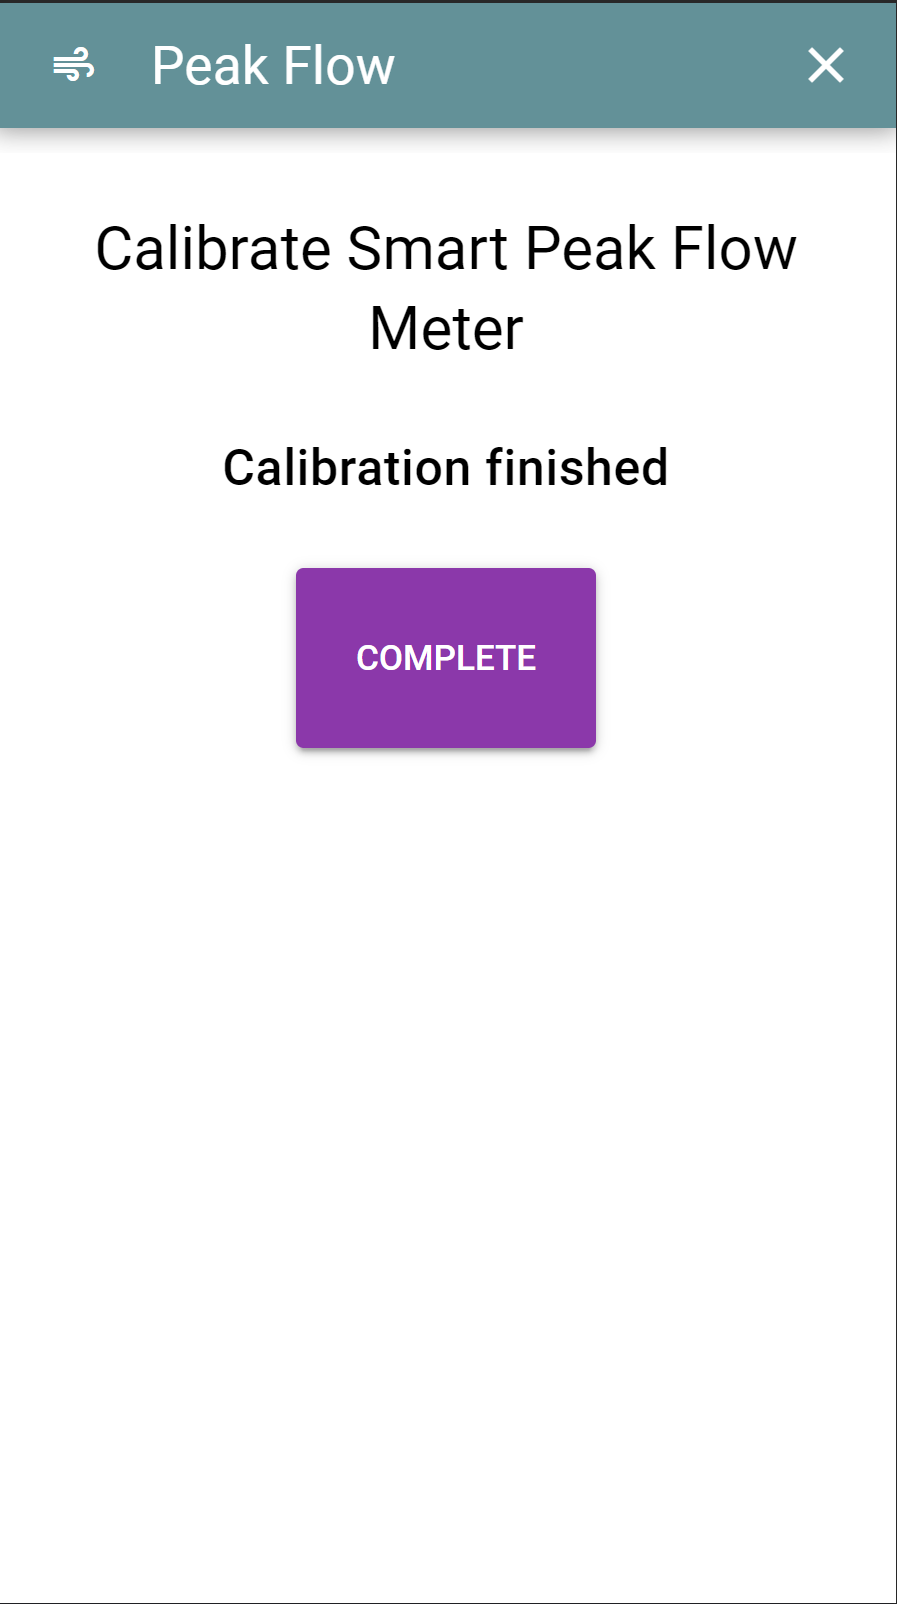 Peak Flow
Calibrate Smart Peak Flow
Meter
Calibration finished
COMPLETE